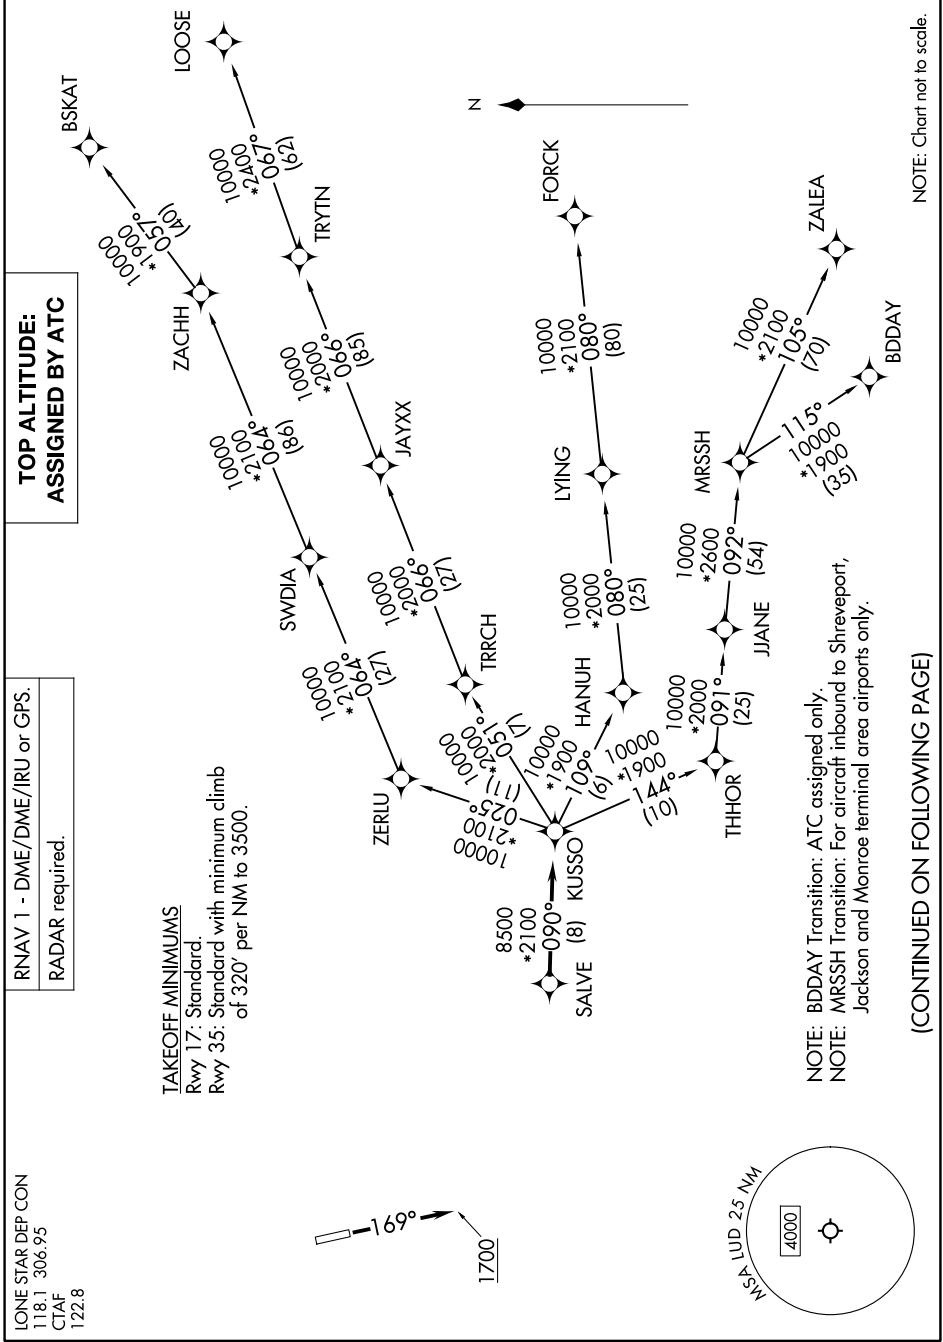 LONE STAR DEP CON
118.1 306.95
CTAF
122.8
RNAV 1 - DME/DME/IRU or GPS.
RADAR required.
TOP ALTITUDE:
ASSIGNED BY ATC
TAKEOFF MINIMUMS
Rwy 17: Standard.
Rwy 35: Standard with minimum climb
of 320' per NM to 3500.
169°
1700
SALVE
8500
*2100
090°
(8)
KUSSO
10000
*2100
025°
(11)
ZERLU
10000
*2100
064°
(27)
SWDIA
10000
*2100
064°
(86)
ZACHH
10000
*1900
057°
(40)
BSKAT
10000
*2000
051°
(7)
TRRCH
10000
*2000
066°
(27)
JAYXX
10000
*2000
066°
(85)
TRYTN
10000
*2400
067°
(62)
LOOSE
N
10000
*1900
109°
(6)
HANUH
10000
*2000
080°
(25)
LYING
10000
*2100
080°
(80)
FORCK
10000
*1900
144°
(10)
THHOR
10000
*2000
091°
(25)
JJANE
10000
*2600
092°
(54)
MRSSH
10000
*2100
105°
(70)
ZALEA
115°
10000
*1900
(35)
BDDAY
MSA LUD 25 NM
4000
NOTE: BDDAY Transition: ATC assigned only.
NOTE: MRSSH Transition: For aircraft inbound to Shreveport,
Jackson and Monroe terminal area airports only.
(CONTINUED ON FOLLOWING PAGE)
NOTE: Chart not to scale.